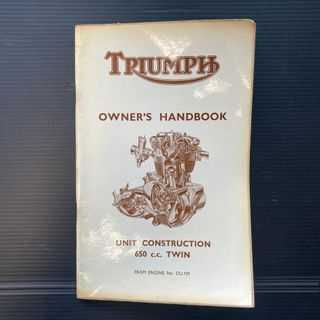 TRIUMPH
OWNER'S HANDBOOK
UNIT CONSTRUCTION
650 c.c. TWIN
FROM ENGINE No. DU.101